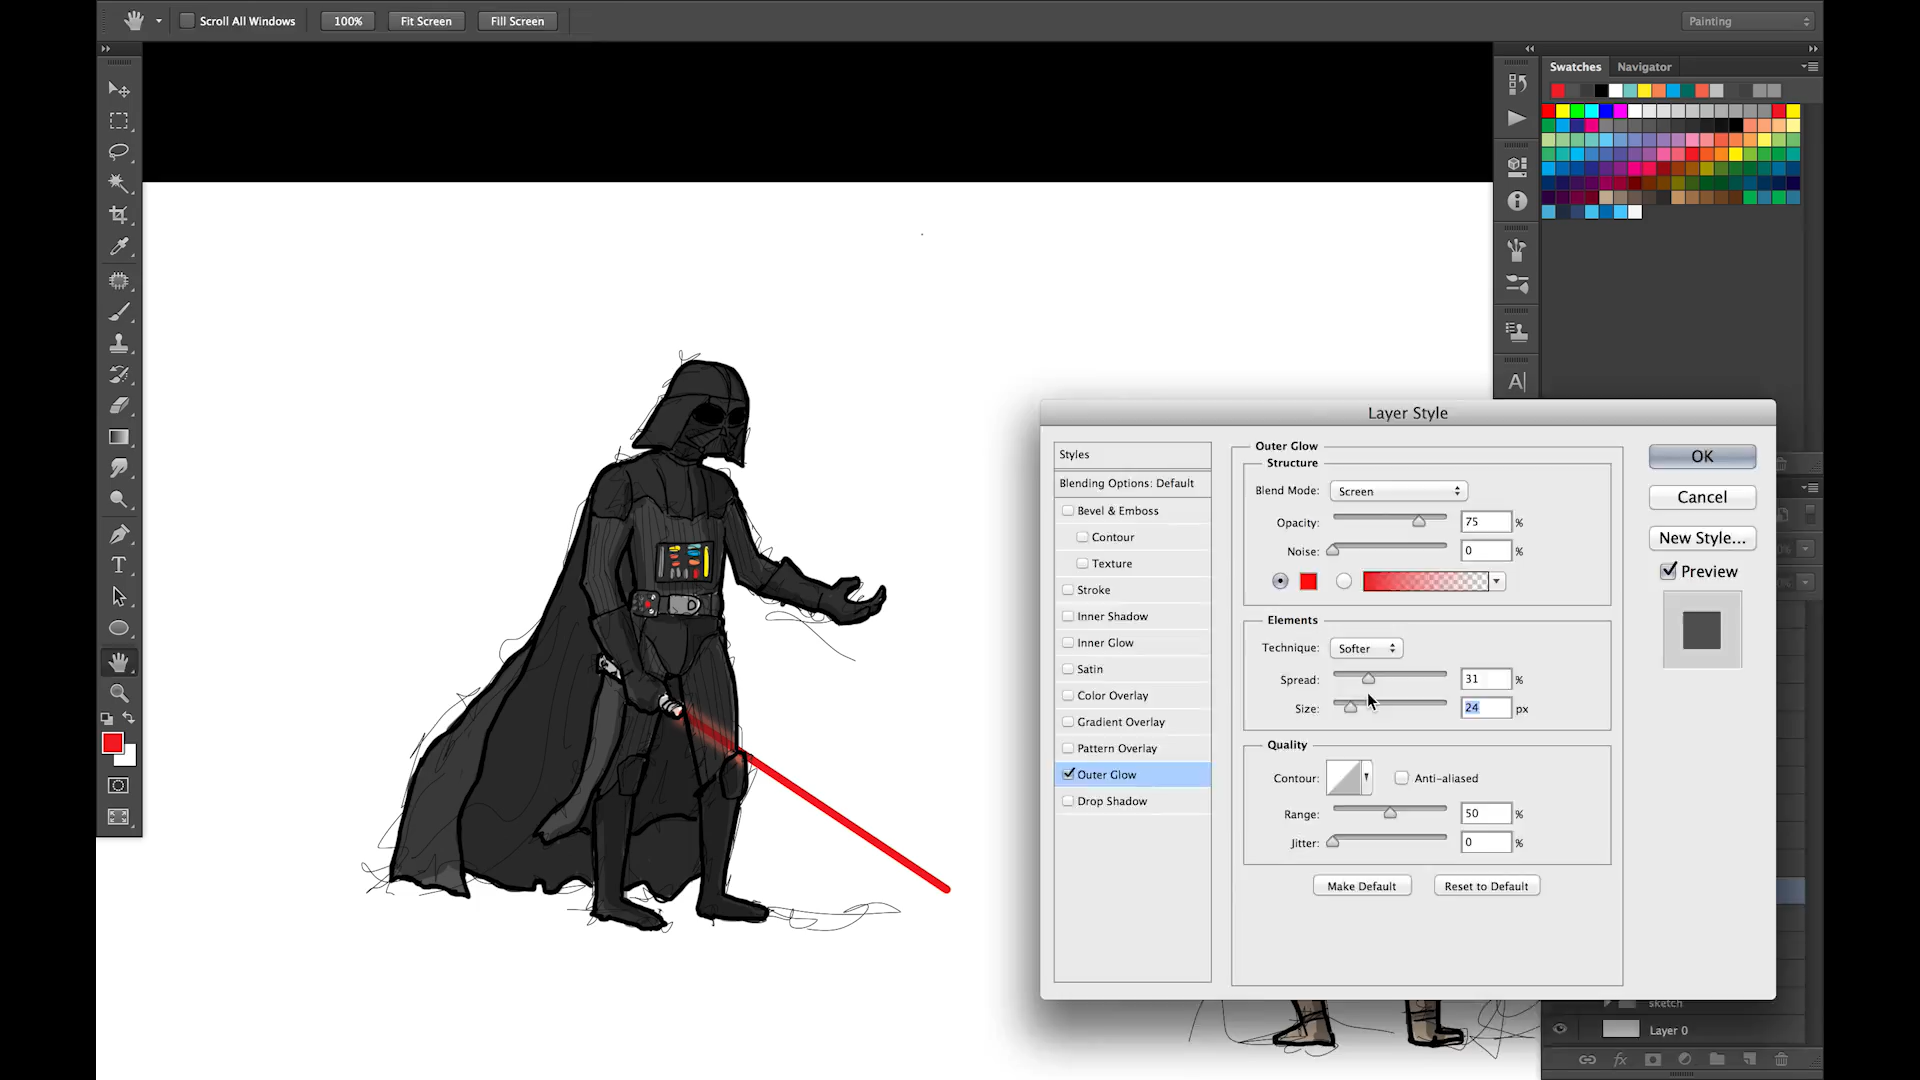 Scroll All Windows
100%
Fit Screen
Fill Screen
Painting
Swatches
Navigator
Layer Style
Styles
Blending Options: Default
Bevel & Emboss
Contour
Texture
Stroke
Inner Shadow
Inner Glow
Satin
Color Overlay
Gradient Overlay
Pattern Overlay
Outer Glow
Drop Shadow
Outer Glow
Structure
Blend Mode: Screen
Opacity: 75 %
Noise: 0 %
Elements
Technique: Softer
Spread: 31 %
Size: 24 px
Quality
Contour: Anti-aliased
Range: 50 %
Jitter: 0 %
Make Default
Reset to Default
OK
Cancel
New Style...
Preview
sketch
Layer 0
fx